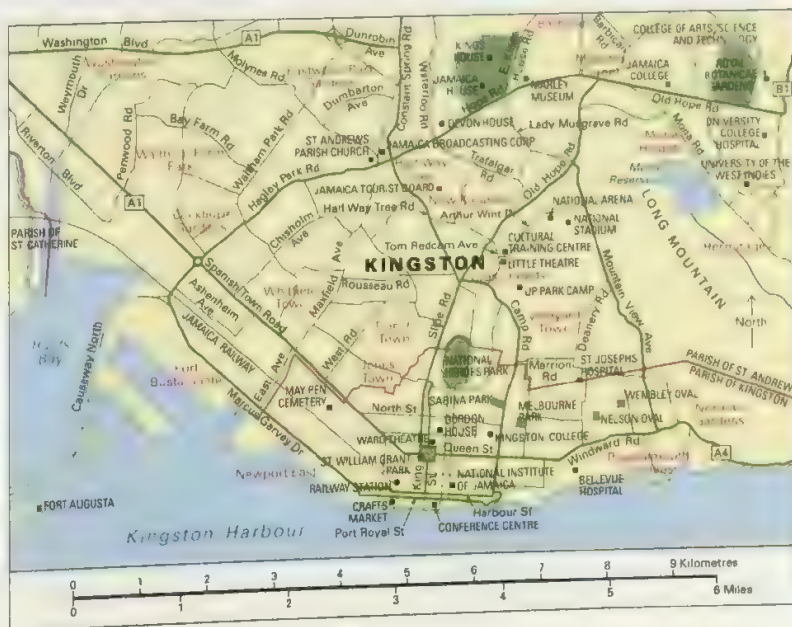 Washington Blvd
A1
Dunrobin
Ave
Molynes Rd
Weymouth
Dr
Dumbarton
Ave
Constant Spring Rd
Waterloo Rd
KINGS
HOUSE
E. Kings
House Rd
Barbican
Rd
COLLEGE OF ARTS, SCIENCE
AND TECHNOLOGY
JAMAICA
HOUSE
Hope Rd
MARLEY
MUSEUM
JAMAICA
COLLEGE
ROYAL
BOTANICAL
GARDENS
Old Hope Rd
B1
Riverton Blvd
Penwood Rd
Bay Farm Rd
Waltham Park Rd
ST ANDREWS
PARISH CHURCH
JAMAICA BROADCASTING CORP
DEVON HOUSE
Lady Musgrave Rd
Mona Rd
UNIVERSITY
COLLEGE
HOSPITAL
UNIVERSITY OF THE
WEST INDIES
A1
Hagley Park Rd
Trafalgar
Rd
Old Hope Rd
JAMAICA TOURIST BOARD
Half Way Tree Rd
Arthur Wint Dr
NATIONAL ARENA
NATIONAL
STADIUM
LONG MOUNTAIN
PARISH OF
ST CATHERINE
Chisholm
Ave
Tom Redcam Ave
CULTURAL
TRAINING CENTRE
LITTLE THEATRE
KINGSTON
Spanish Town Road
Ashenheim
Ave
Maxfield
Ave
Rousseau Rd
JP PARK CAMP
Mountain View Ave
North
JAMAICA RAILWAY
Slipe Rd
Camp Rd
Deanery Rd
Causeway North
Bay
East Ave
West Rd
NATIONAL
HEROES PARK
Marrion
Rd
ST JOSEPHS
HOSPITAL
PARISH OF ST ANDREW
PARISH OF KINGSTON
MAY PEN
CEMETERY
Marcus Garvey Dr
North St
SABINA PARK
MELBOURNE
PARK
WEMBLEY OVAL
NELSON OVAL
GORDON
HOUSE
WARD THEATRE
KINGSTON COLLEGE
Queen St
Windward Rd
A4
Newport East
ST WILLIAM GRANT
PARK
King St
NATIONAL INSTITUTE
OF JAMAICA
BELLEVUE
HOSPITAL
RAILWAY STATION
FORT AUGUSTA
CRAFTS
MARKET
Harbour St
Port Royal St
CONFERENCE CENTRE
Kingston Harbour
0 1 2 3 4 5 6 7 8 9 Kilometres
0 1 2 3 4 5 6 Miles